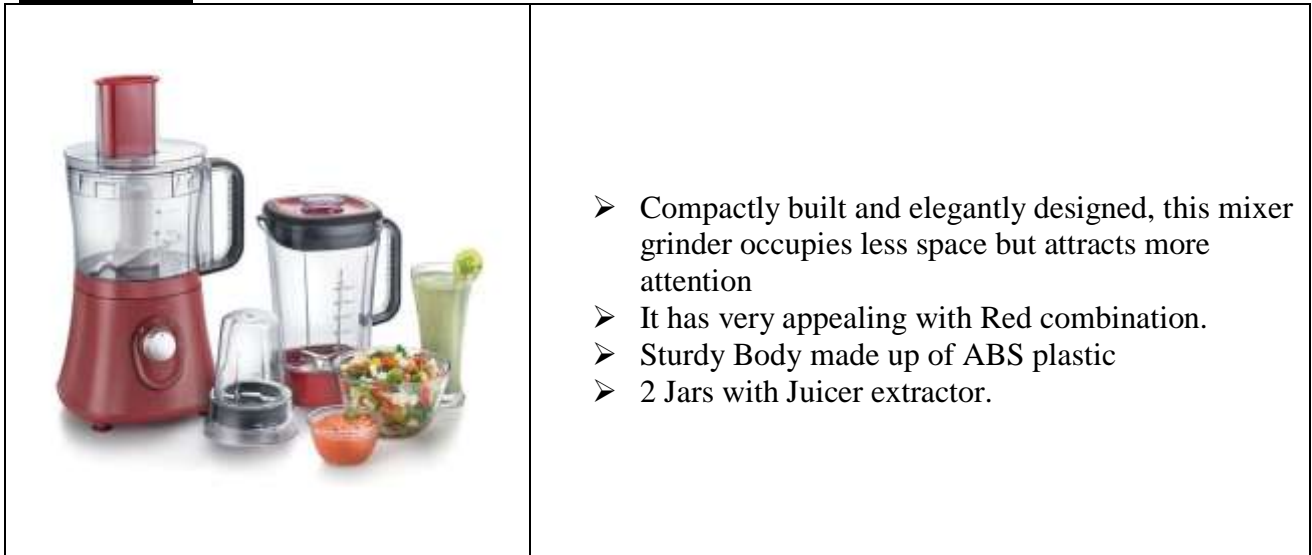 ➢ Compactly built and elegantly designed, this mixer
grinder occupies less space but attracts more
attention
➢ It has very appealing with Red combination.
➢ Sturdy Body made up of ABS plastic
➢ 2 Jars with Juicer extractor.